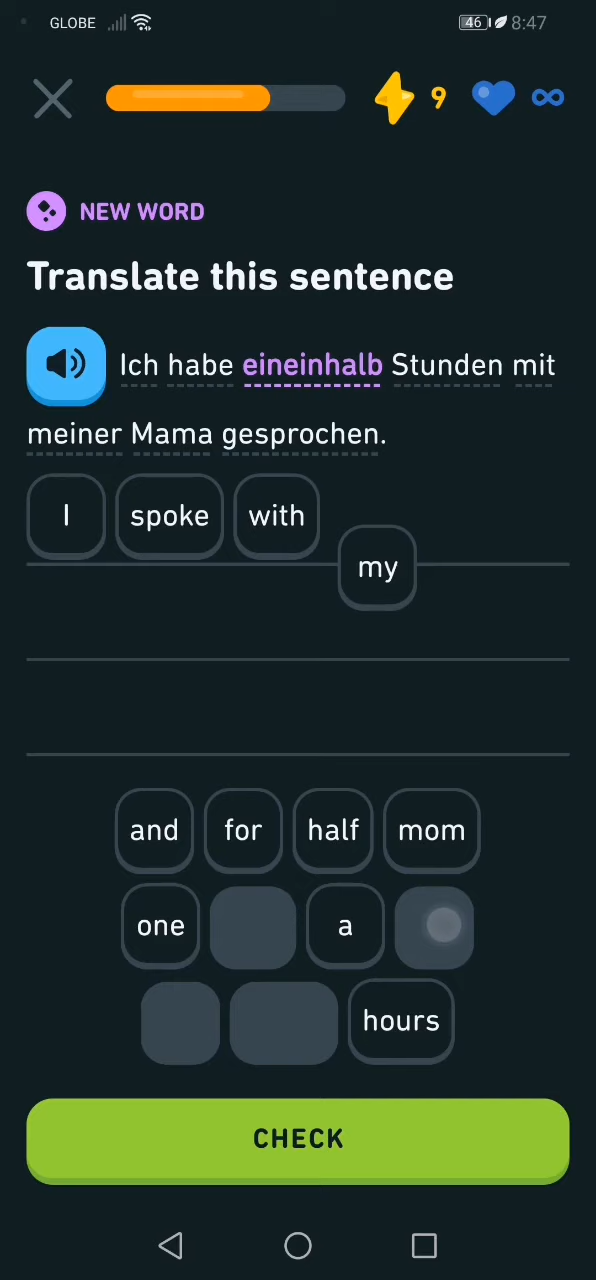 GLOBE 46 8:47
9 ∞
NEW WORD
Translate this sentence
Ich habe eineinhalb Stunden mit
meiner Mama gesprochen.
I spoke with
my
and for half mom
one a
hours
CHECK